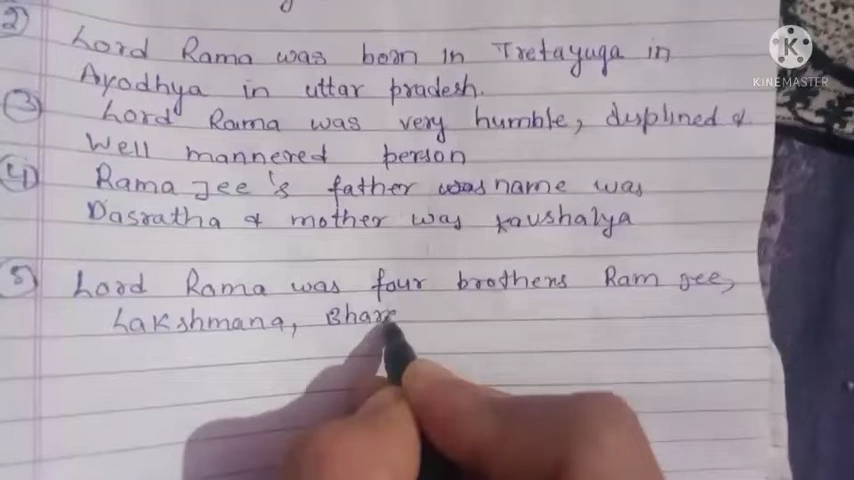 2) Lord Rama was born in Tretayuga in
Ayodhya in uttar pradesh.
3 Lord Rama was very humble, dusplined &
Well mannered person
4) Rama Jee's father was name was
Dasratha & mother was Kaushalya
5 Lord Rama was four brothers Ram Jee,
Lakshmana, Bhara
K
KINEMASTER